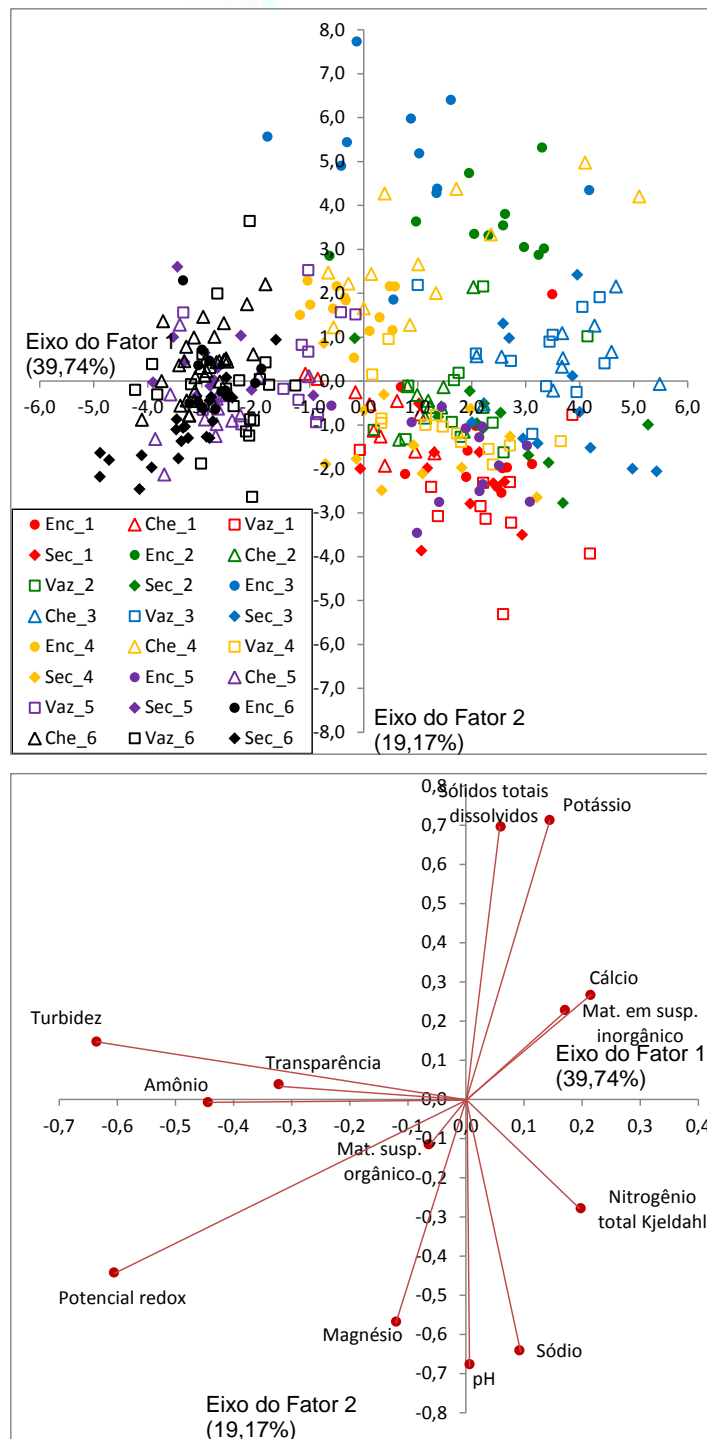 8,0
7,0
6,0
5,0
4,0
3,0
2,0
1,0
0,0
Eixo do Fator 1
(39,74%)
-6,0 -5,0 -4,0 -2,0 0,0 1,0 2,0 3,0 4,0 5,0 6,0
-1,0
-2,0
-3,0
-4,0
-5,0
-6,0
-7,0
-8,0
Enc_1 Che_1 Vaz_1
Sec_1 Enc_2 Che_2
Vaz_2 Sec_2 Enc_3
Che_3 Vaz_3 Sec_3
Enc_4 Che_4 Vaz_4
Sec_4 Enc_5 Che_5
Vaz_5 Sec_5 Enc_6
Che_6 Vaz_6 Sec_6
Eixo do Fator 2
(19,17%)
0,8
Sólidos totais
dissolvidos
Potássio
0,7
0,6
0,5
0,4
0,3
Cálcio
0,2
Mat. em susp.
inorgânico
Turbidez
0,1
Transparência
Eixo do Fator 1
(39,74%)
Amônio
0,0
-0,7 -0,6 -0,5 -0,4 -0,3 -0,2 -0,1 0,0 0,1 0,2 0,3 0,4
-0,1
Mat. susp.
orgânico
-0,2
Nitrogênio
total Kjeldahl
-0,3
-0,4
Potencial redox
-0,5
Magnésio
-0,6
Sódio
-0,7
pH
-0,8
Eixo do Fator 2
(19,17%)